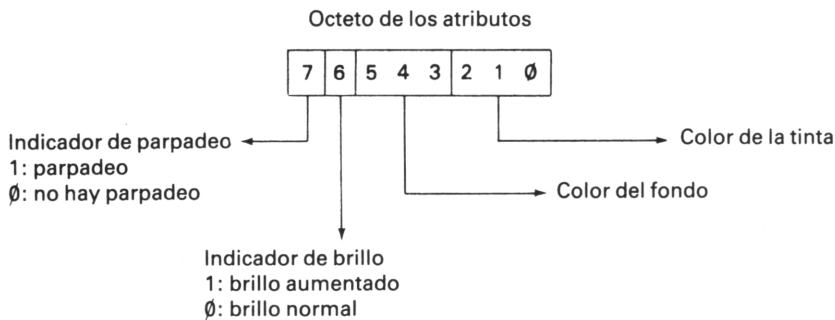 Octeto de los atributos
7 6 5 4 3 2 1 Ø
Indicador de parpadeo
1: parpadeo
Ø: no hay parpadeo
Color de la tinta
Color del fondo
Indicador de brillo
1: brillo aumentado
Ø: brillo normal